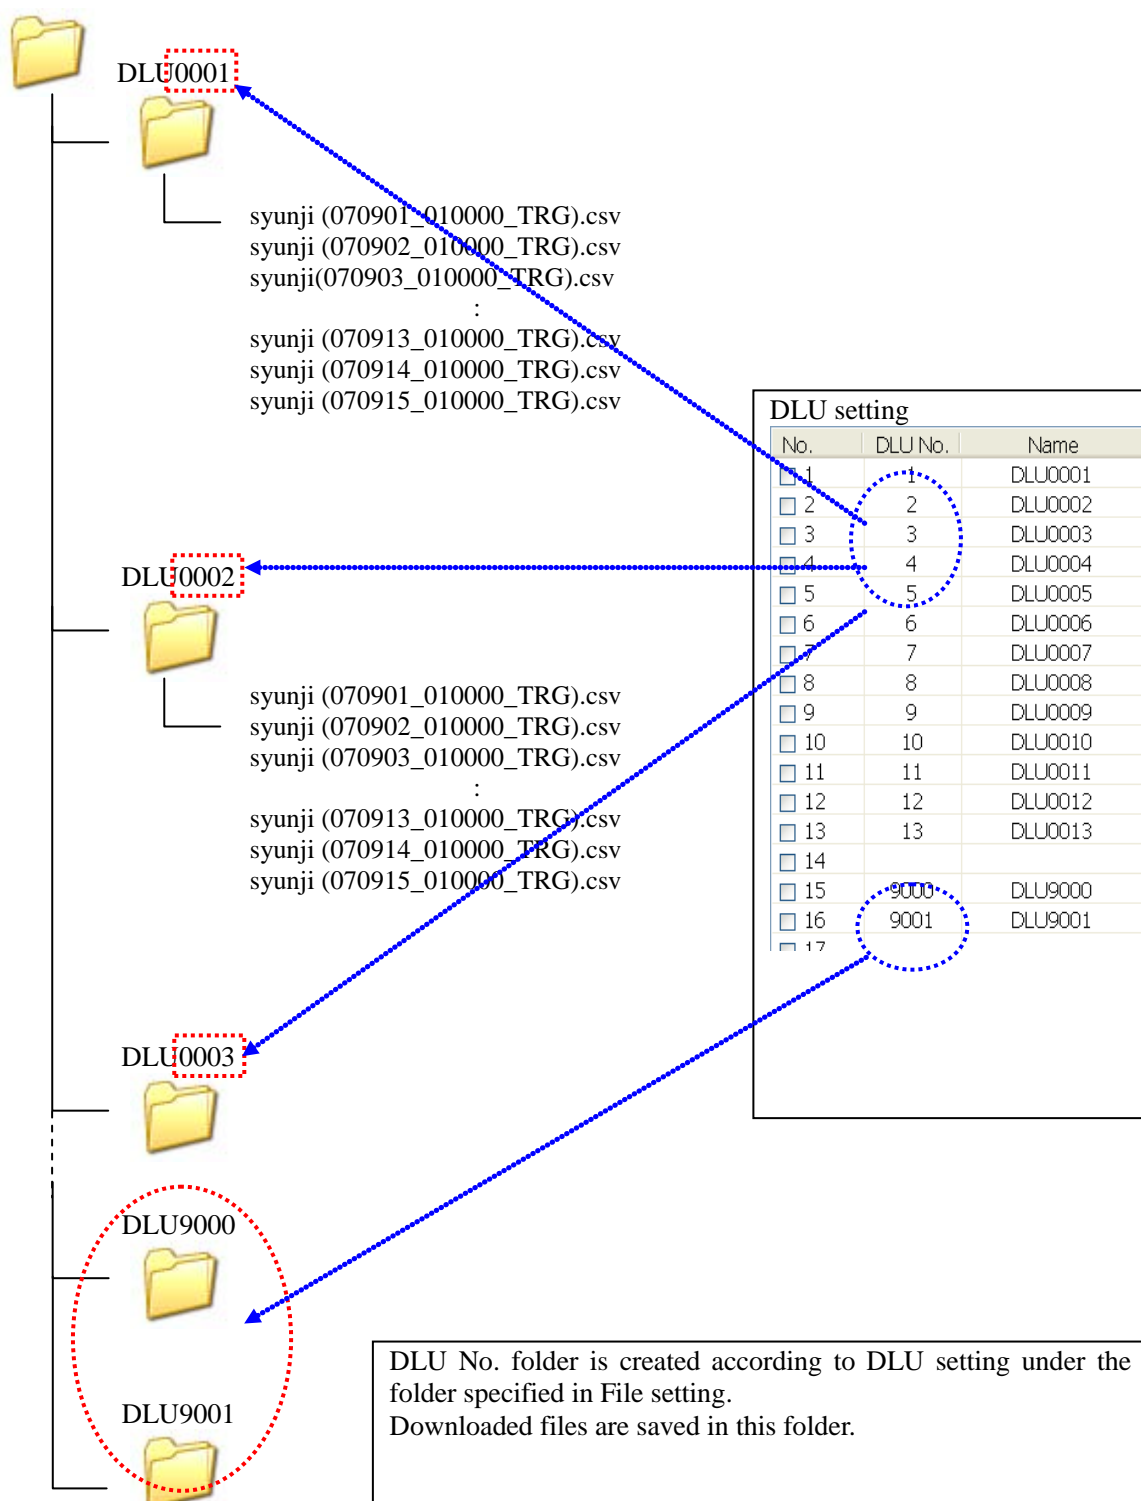 DLU0001
syunji (070901_010000_TRG).csv
syunji (070902_010000_TRG).csv
syunji(070903_010000_TRG).csv
:
syunji (070913_010000_TRG).csv
syunji (070914_010000_TRG).csv
syunji (070915_010000_TRG).csv
DLU0002
syunji (070901_010000_TRG).csv
syunji (070902_010000_TRG).csv
syunji (070903_010000_TRG).csv
:
syunji (070913_010000_TRG).csv
syunji (070914_010000_TRG).csv
syunji (070915_010000_TRG).csv
DLU0003
DLU9000
DLU9001
DLU setting
No. DLU No. Name
1 1 DLU0001
2 2 DLU0002
3 3 DLU0003
4 4 DLU0004
5 5 DLU0005
6 6 DLU0006
7 7 DLU0007
8 8 DLU0008
9 9 DLU0009
10 10 DLU0010
11 11 DLU0011
12 12 DLU0012
13 13 DLU0013
14
15 9000 DLU9000
16 9001 DLU9001
17
DLU No. folder is created according to DLU setting under the
folder specified in File setting.
Downloaded files are saved in this folder.